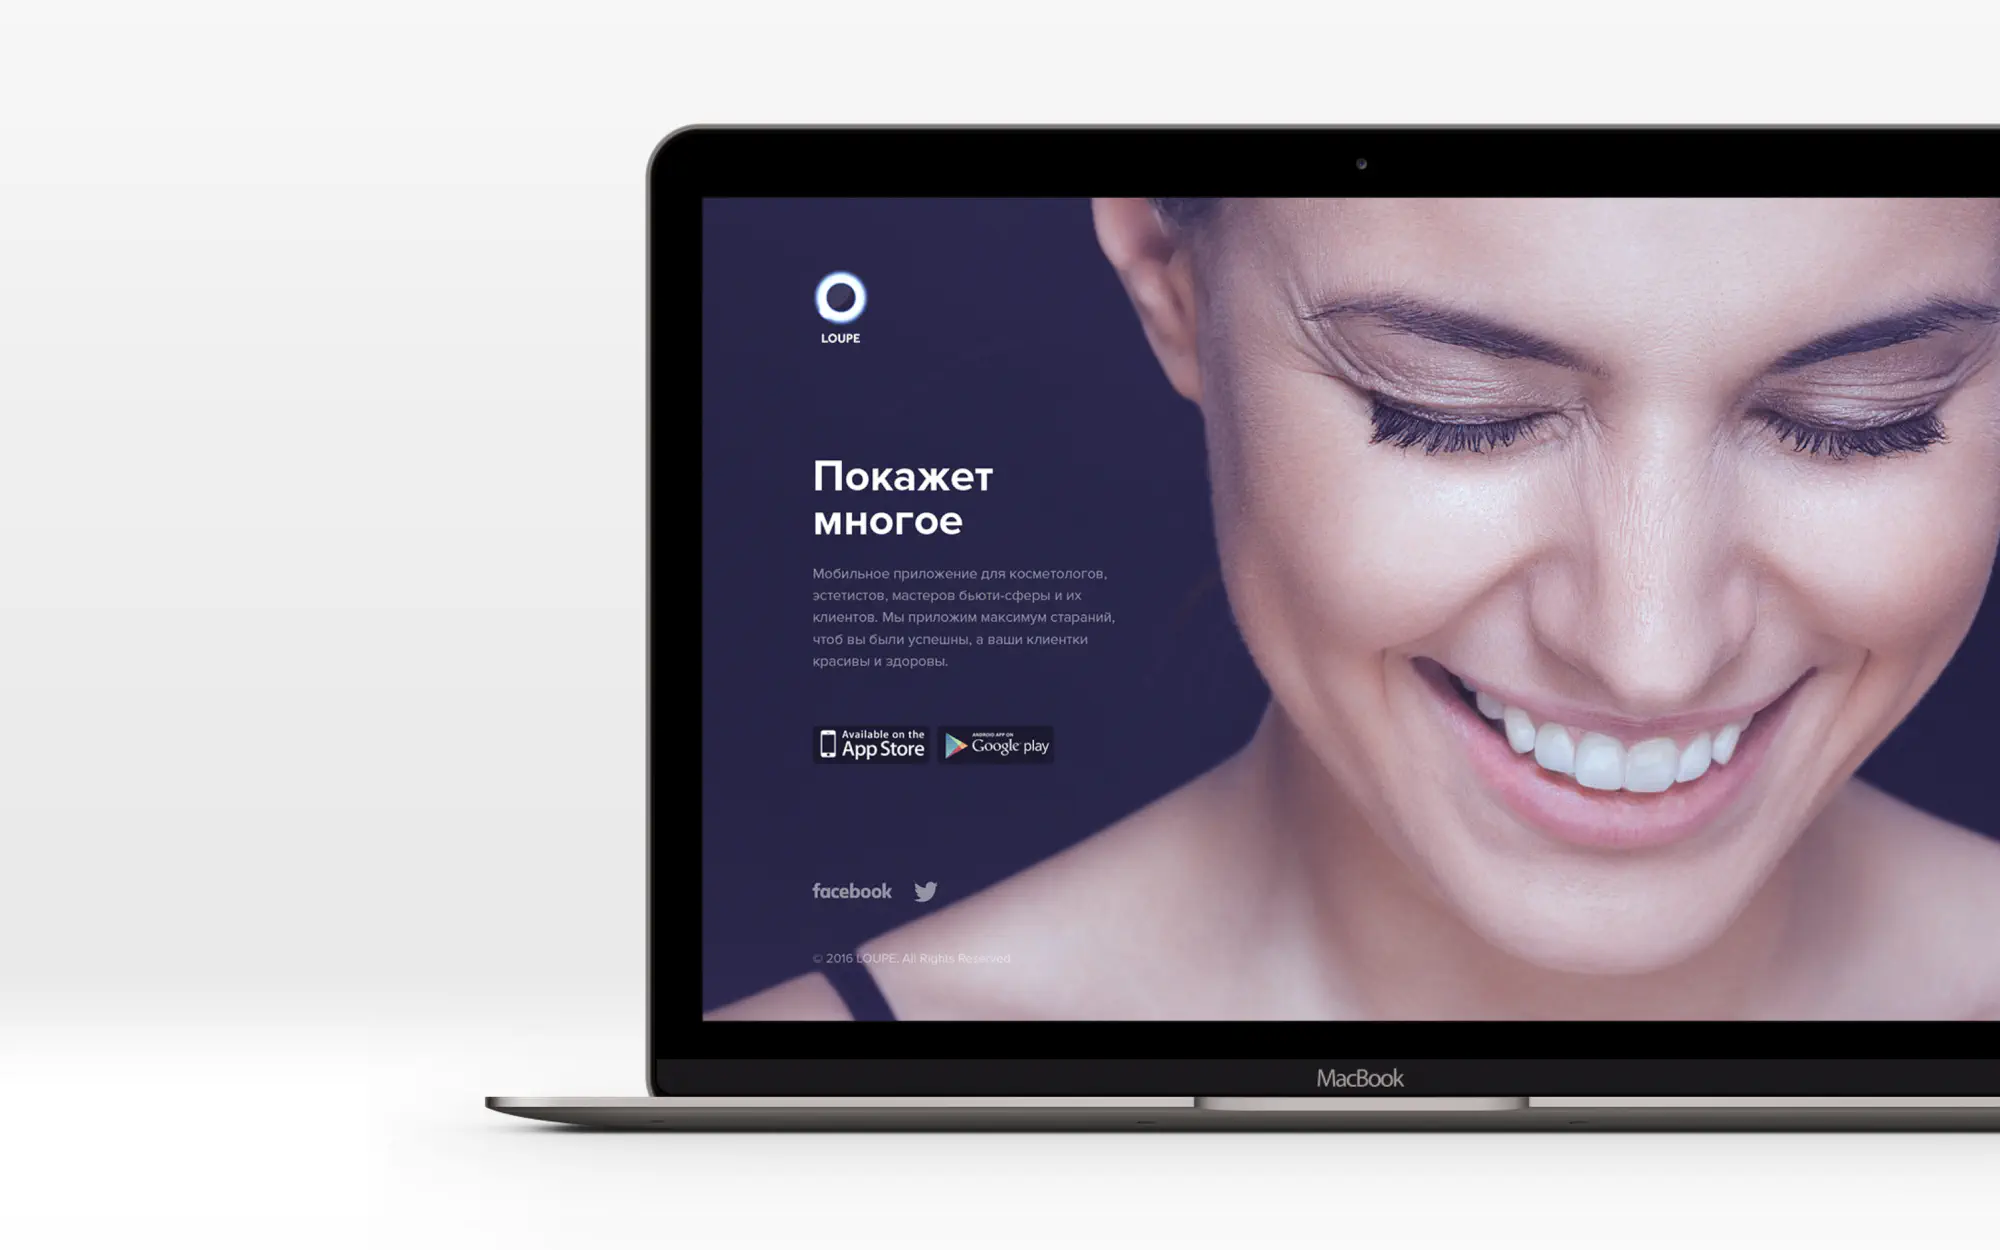 LOUPE
Покажет
многое
Мобильное приложение для косметологов,
эстетистов, мастеров бьюти-сферы и их
клиентов. Мы приложим максимум стараний,
чтоб вы были успешны, а ваши клиентки
красивы и здоровы.
Available on the
App Store
ANDROID APP ON
Google play
facebook
© 2016 LOUPE. All Rights Reserved
MacBook